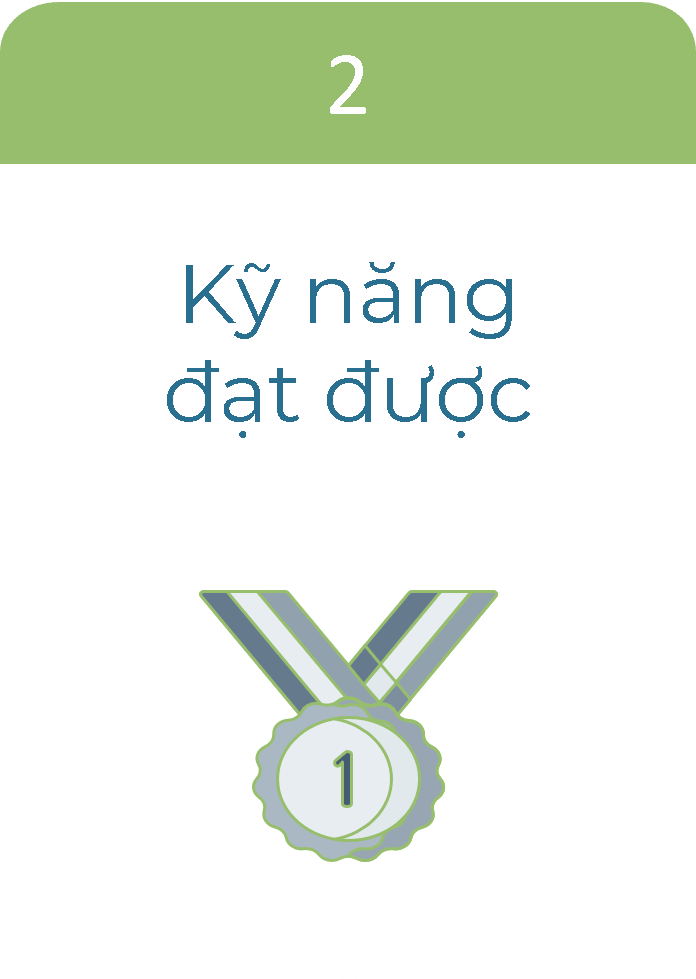 2
Kỹ năng
đạt được
1